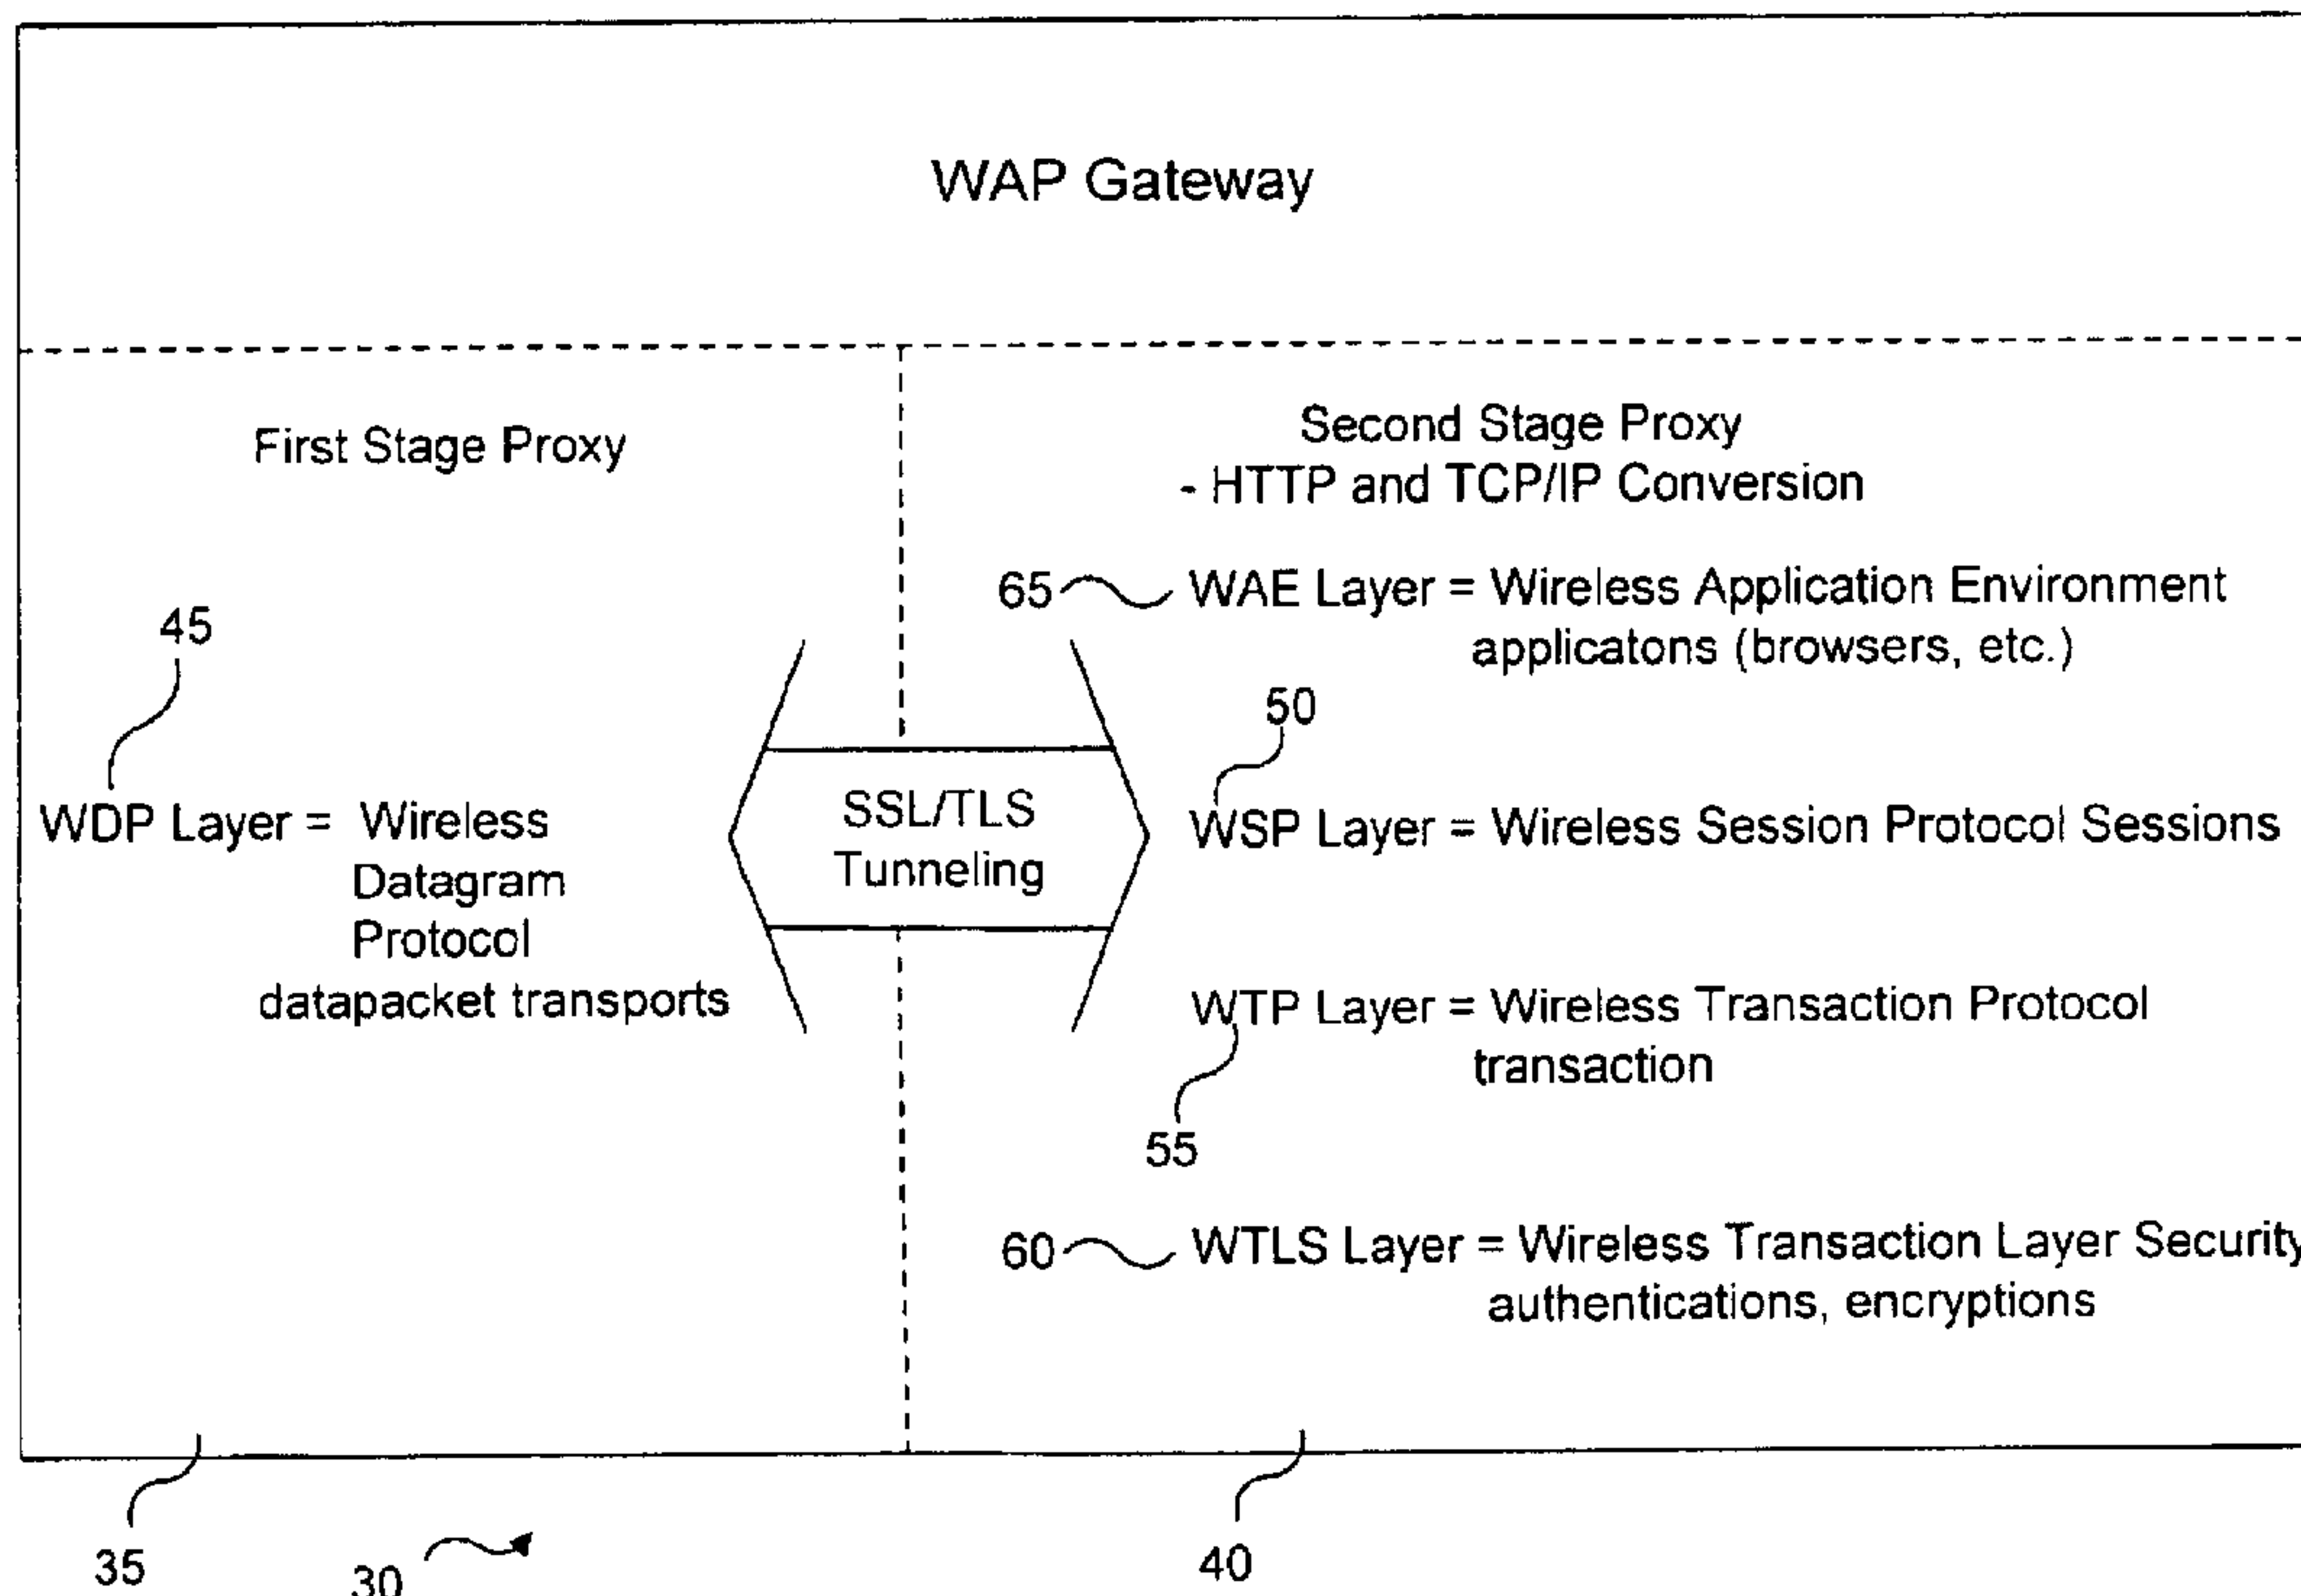 WAP Gateway
First Stage Proxy
Second Stage Proxy
- HTTP and TCP/IP Conversion
65 WAE Layer = Wireless Application Environment
applicatons (browsers, etc.)
45
50
WDP Layer = Wireless
Datagram
Protocol
datapacket transports
SSL/TLS
Tunneling
WSP Layer = Wireless Session Protocol Sessions
WTP Layer = Wireless Transaction Protocol
transaction
55
60 WTLS Layer = Wireless Transaction Layer Security
authentications, encryptions
35
30
40